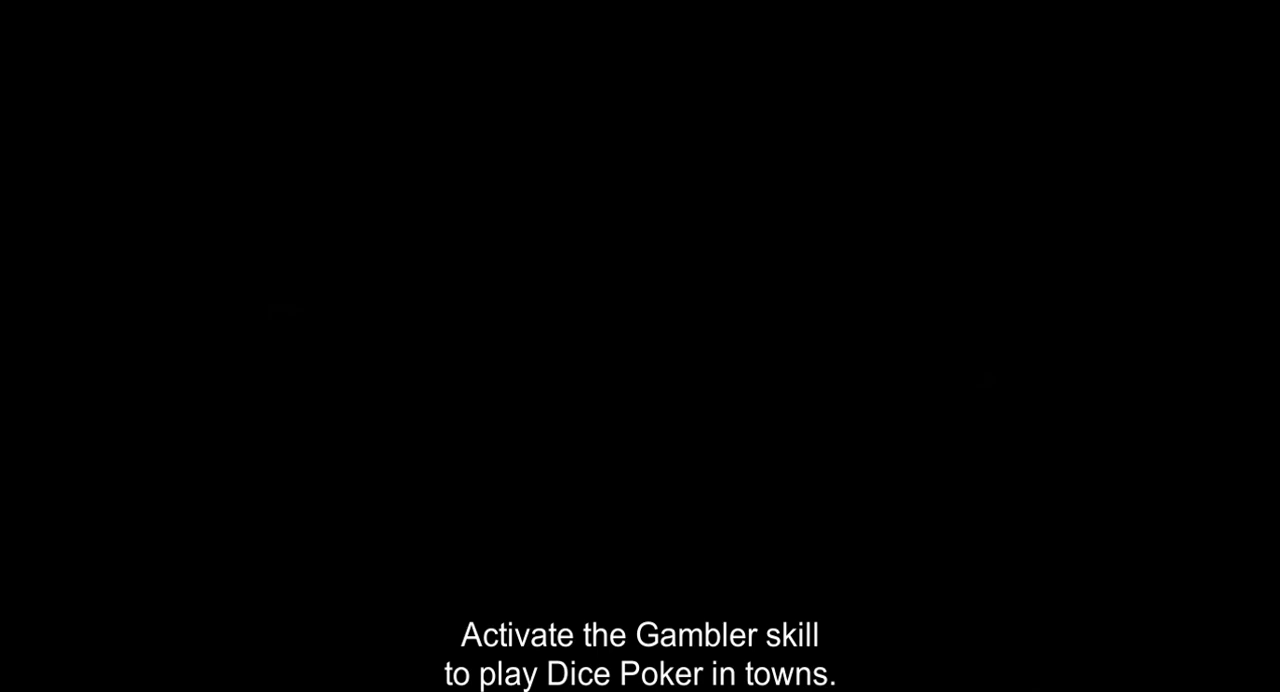 Activate the Gambler skill
to play Dice Poker in towns.